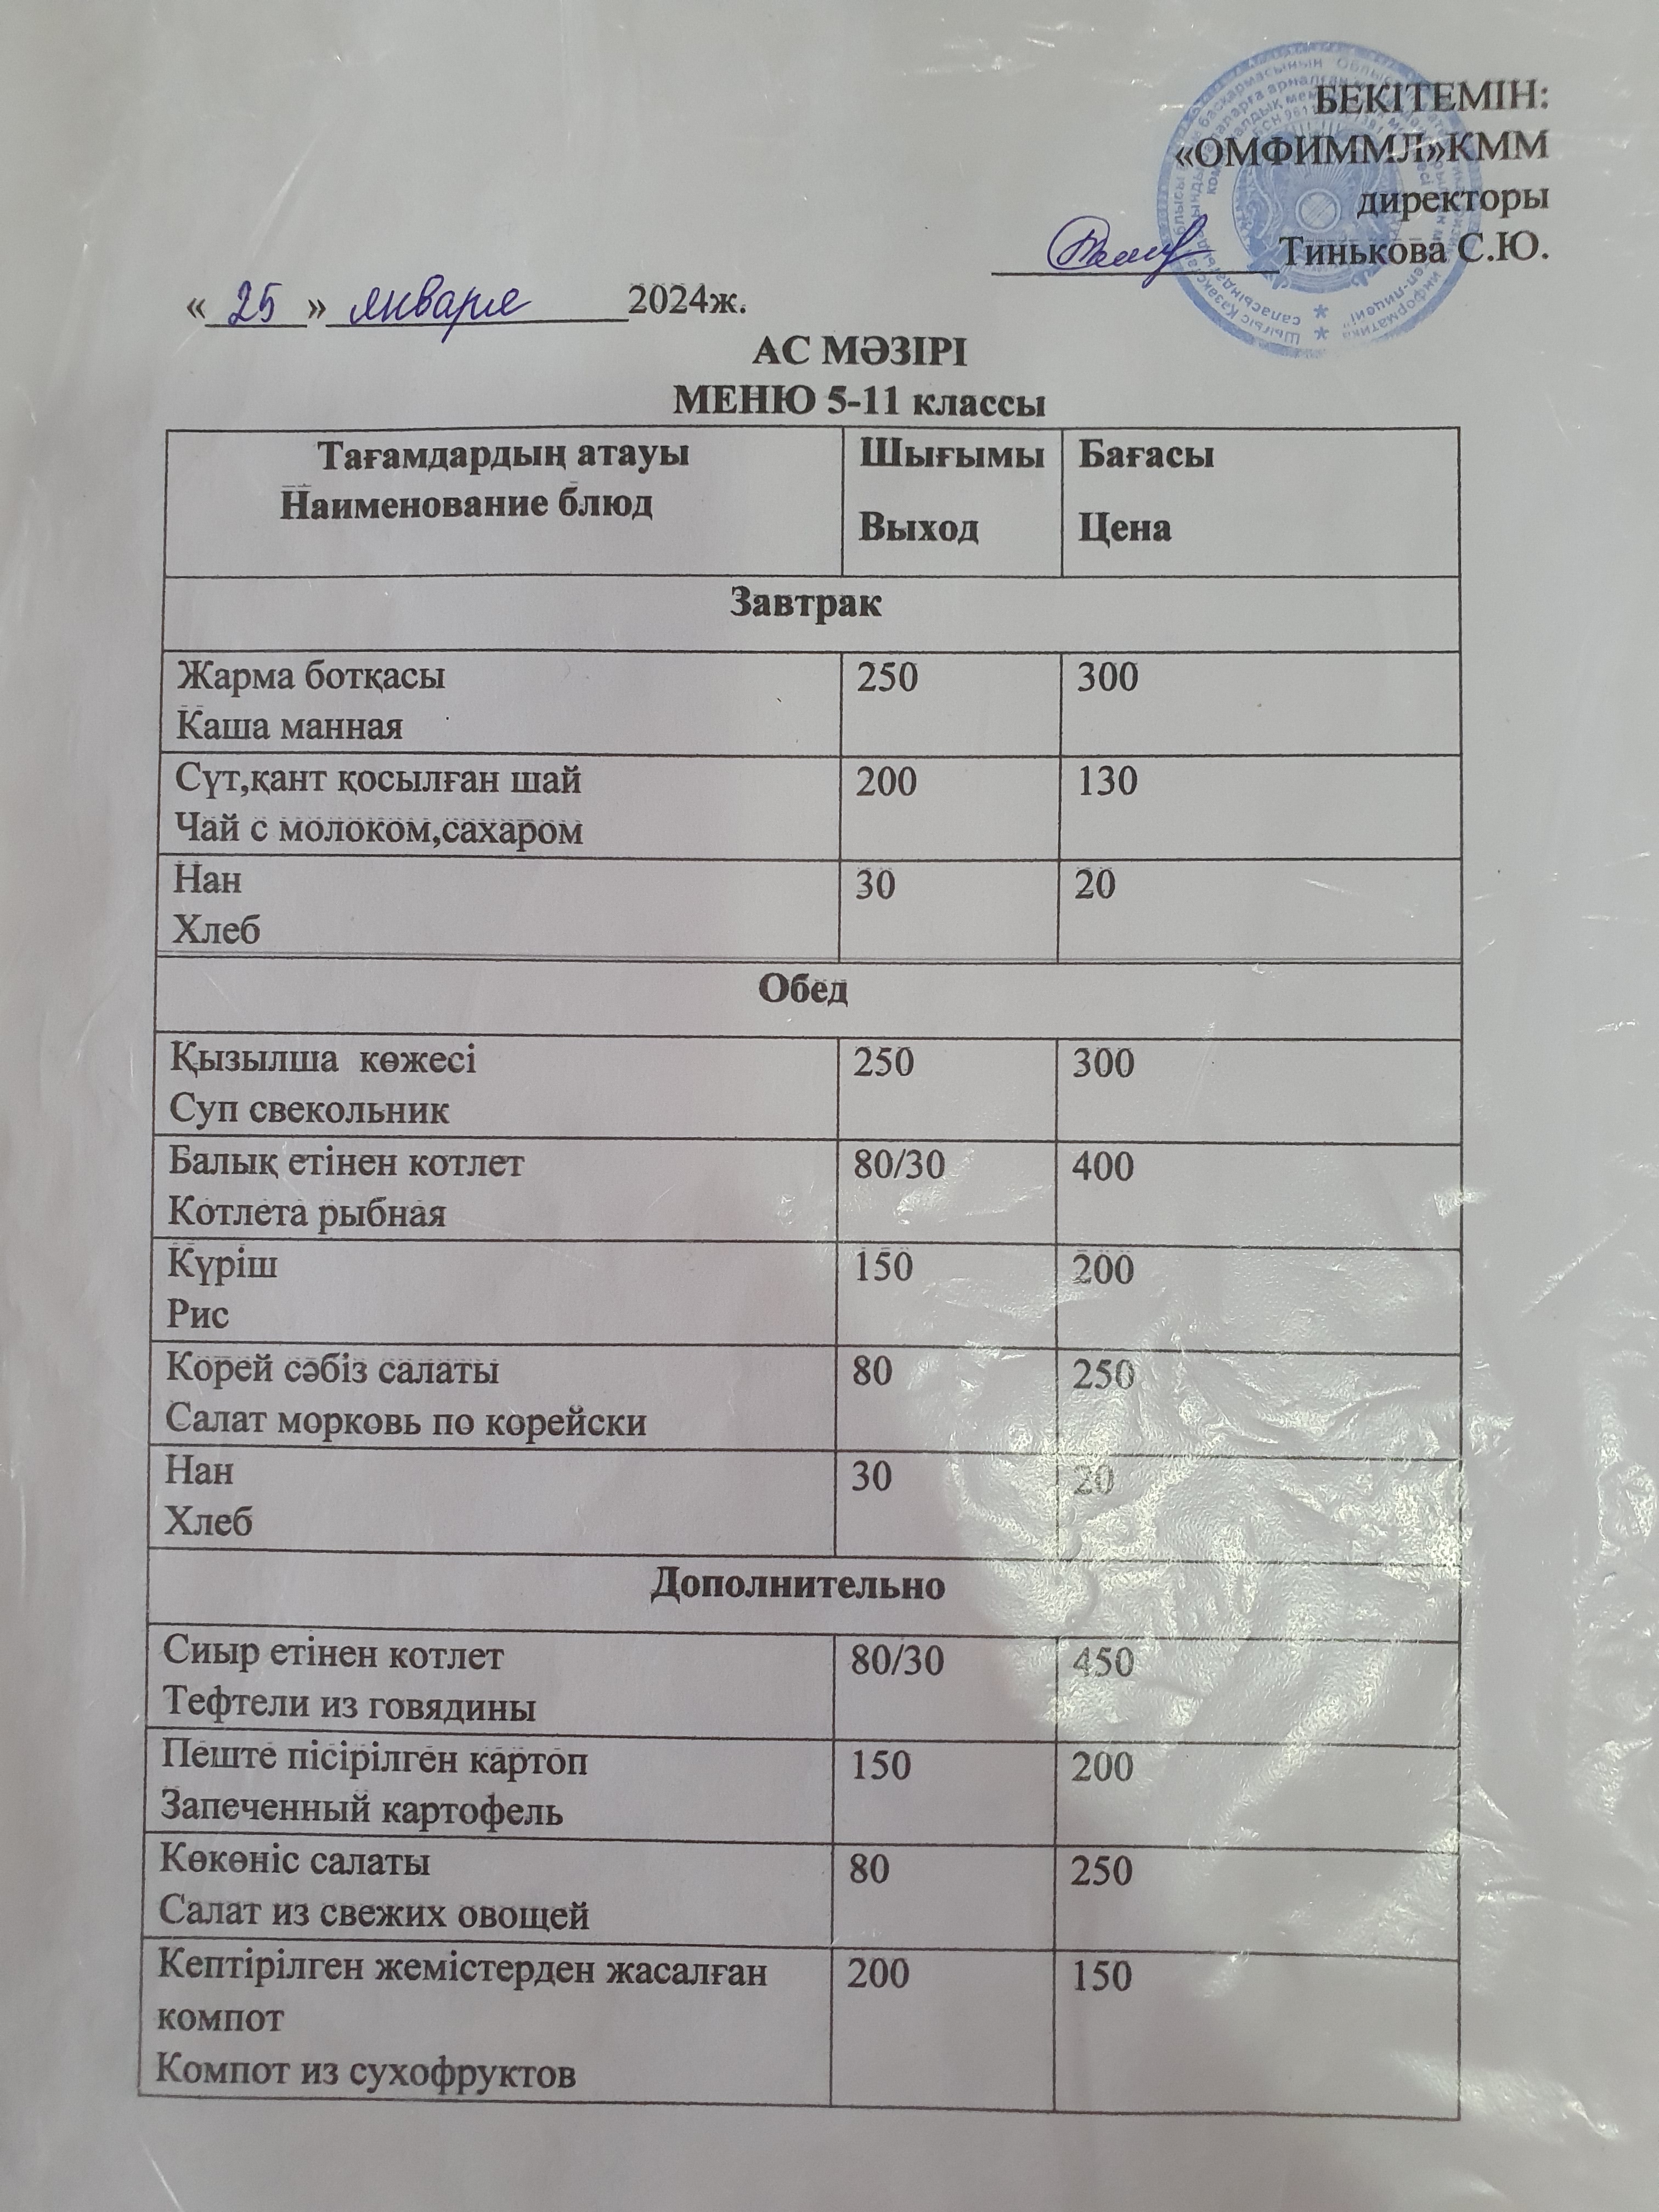 БЕКІТЕМІН:
«ОМФИММЛ»КММ
директоры
Тинькова С.Ю.
«25» января 2024ж.
АС МӘЗІРІ
МЕНЮ 5-11 классы
Тағамдардың атауы
Наименование блюд
Шығымы
Выход
Бағасы
Цена
Завтрак
Жарма ботқасы
Каша манная
250
300
Сүт,қант қосылған шай
Чай с молоком,сахаром
200
130
Нан
Хлеб
30
20
Обед
Қызылша көжесі
Суп свекольник
250
300
Балық етінен котлет
Котлета рыбная
80/30
400
Күріш
Рис
150
200
Корей сәбіз салаты
Салат морковь по корейски
80
250
Нан
Хлеб
30
20
Дополнительно
Сиыр етінен котлет
Тефтели из говядины
80/30
450
Пеште пісірілген картоп
Запеченный картофель
150
200
Көкөніс салаты
Салат из свежих овощей
80
250
Кептірілген жемістерден жасалған
компот
Компот из сухофруктов
200
150